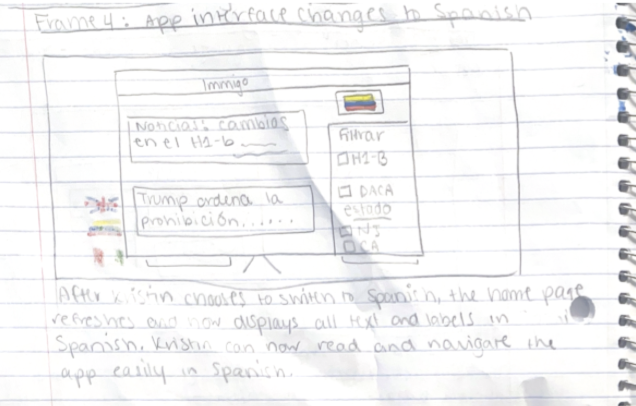 Frame 4: App interface changes to Spanish
Immigo
Noticias: cambios
en el H1-b
Trump ordena la
prohibición......
Filtrar
H1-B
DACA
estado
NJ
CA
After Kristin chooses to switch to Spanish, the home page
refreshes and now displays all text and labels in
Spanish. Kristin can now read and navigate the
app easily in Spanish.